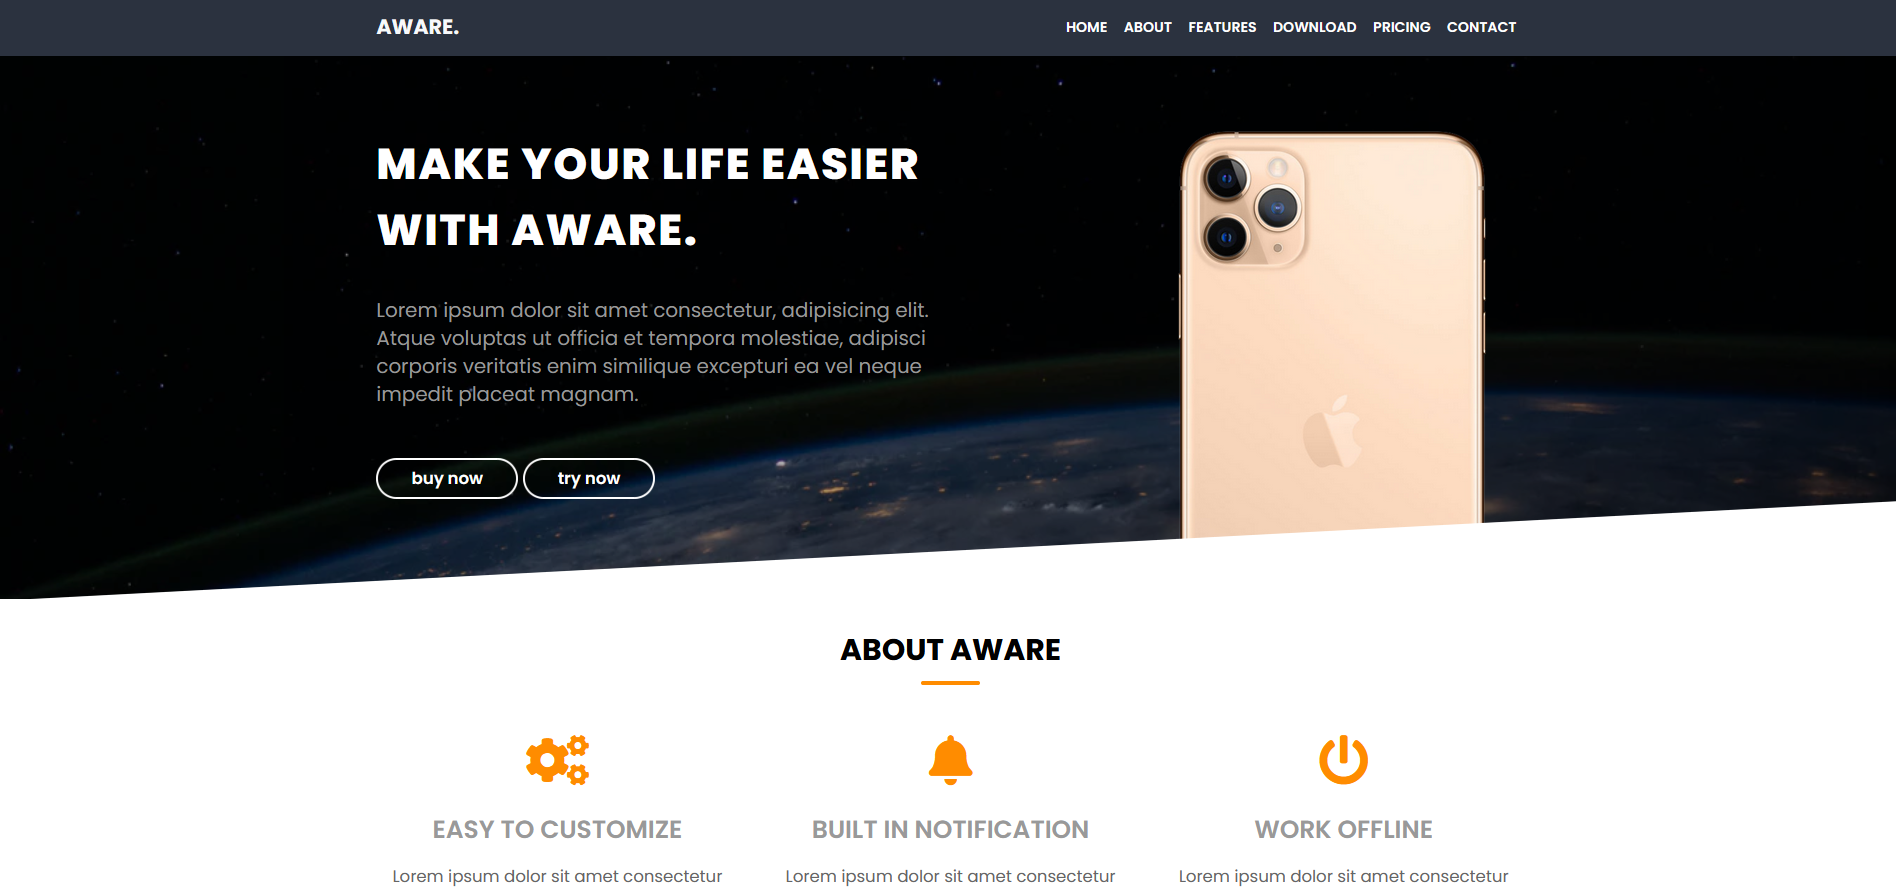 AWARE.
HOME ABOUT FEATURES DOWNLOAD PRICING CONTACT
MAKE YOUR LIFE EASIER
WITH AWARE.
Lorem ipsum dolor sit amet consectetur, adipisicing elit.
Atque voluptas ut officia et tempora molestiae, adipisci
corporis veritatis enim similique excepturi ea vel neque
impedit placeat magnam.
buy now try now
ABOUT AWARE
EASY TO CUSTOMIZE
Lorem ipsum dolor sit amet consectetur
BUILT IN NOTIFICATION
Lorem ipsum dolor sit amet consectetur
WORK OFFLINE
Lorem ipsum dolor sit amet consectetur